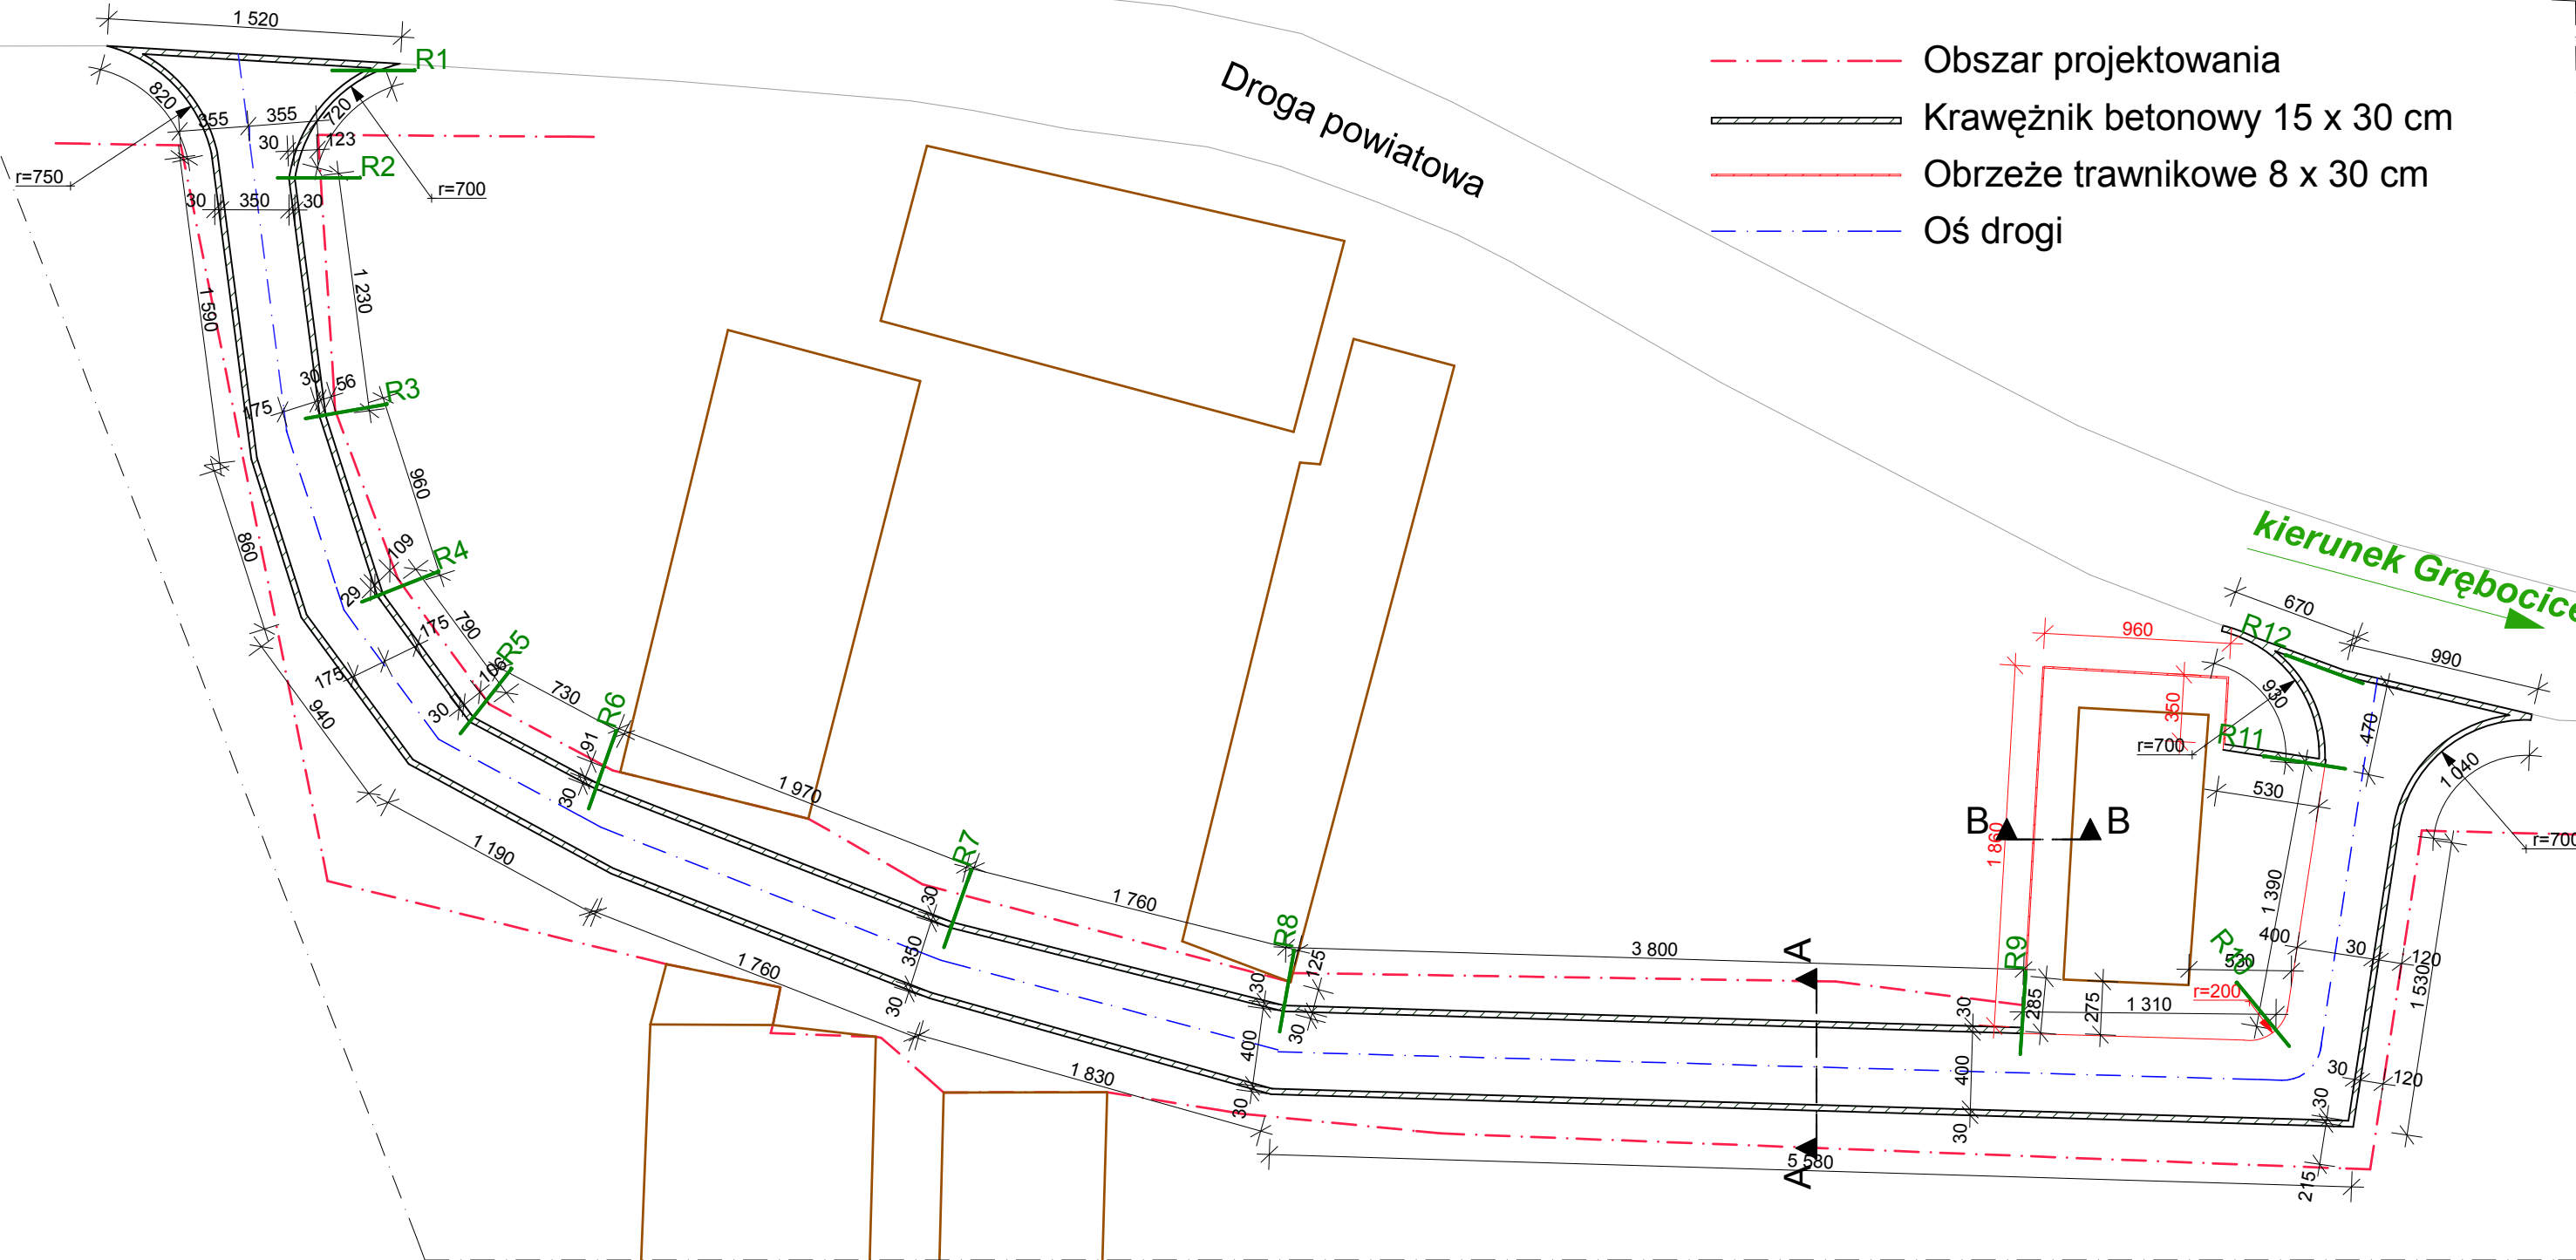 1 520
R1
820
355
355
720
30
123
R2
r=750
r=700
30
350
30
1 590
1 230
30
56
R3
175
960
109
R4
29
860
790
175
175
106
R5
30
940
730
R6
91
30
1 970
1 190
R7
30
350
30
1 760
1 760
R8
125
30
30
400
30
1 830
3 800
A
A
5 580
Droga powiatowa
Obszar projektowania
Krawężnik betonowy 15 x 30 cm
Obrzeże trawnikowe 8 x 30 cm
Oś drogi
kierunek Grębocice
670
R12
990
960
930
350
470
r=700
R11
1 040
530
B
B
1 860
r=700
1 390
R9
R10
400
30
530
120
1 530
r=200
1 310
30
285
275
400
30
30
120
30
215